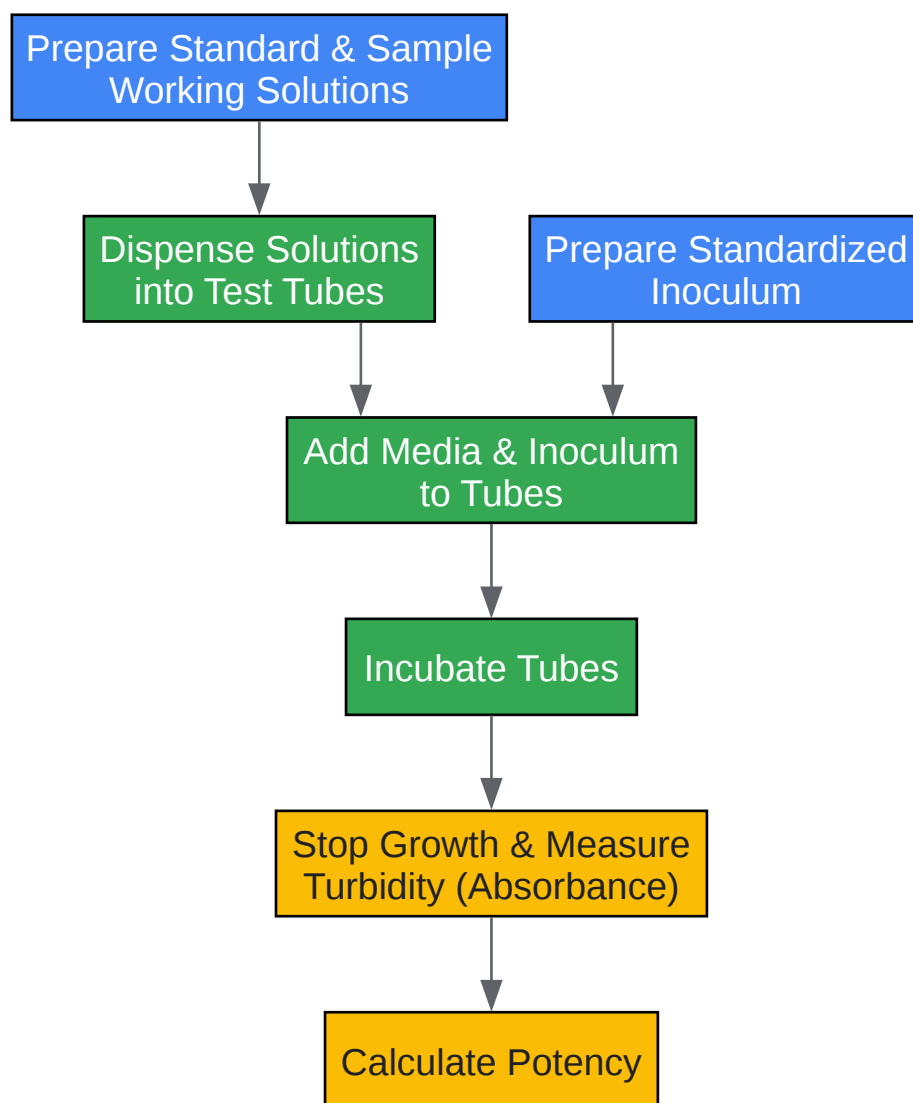 Prepare Standard & Sample
Working Solutions
Dispense Solutions
into Test Tubes
Prepare Standardized
Inoculum
Add Media & Inoculum
to Tubes
Incubate Tubes
Stop Growth & Measure
Turbidity (Absorbance)
Calculate Potency